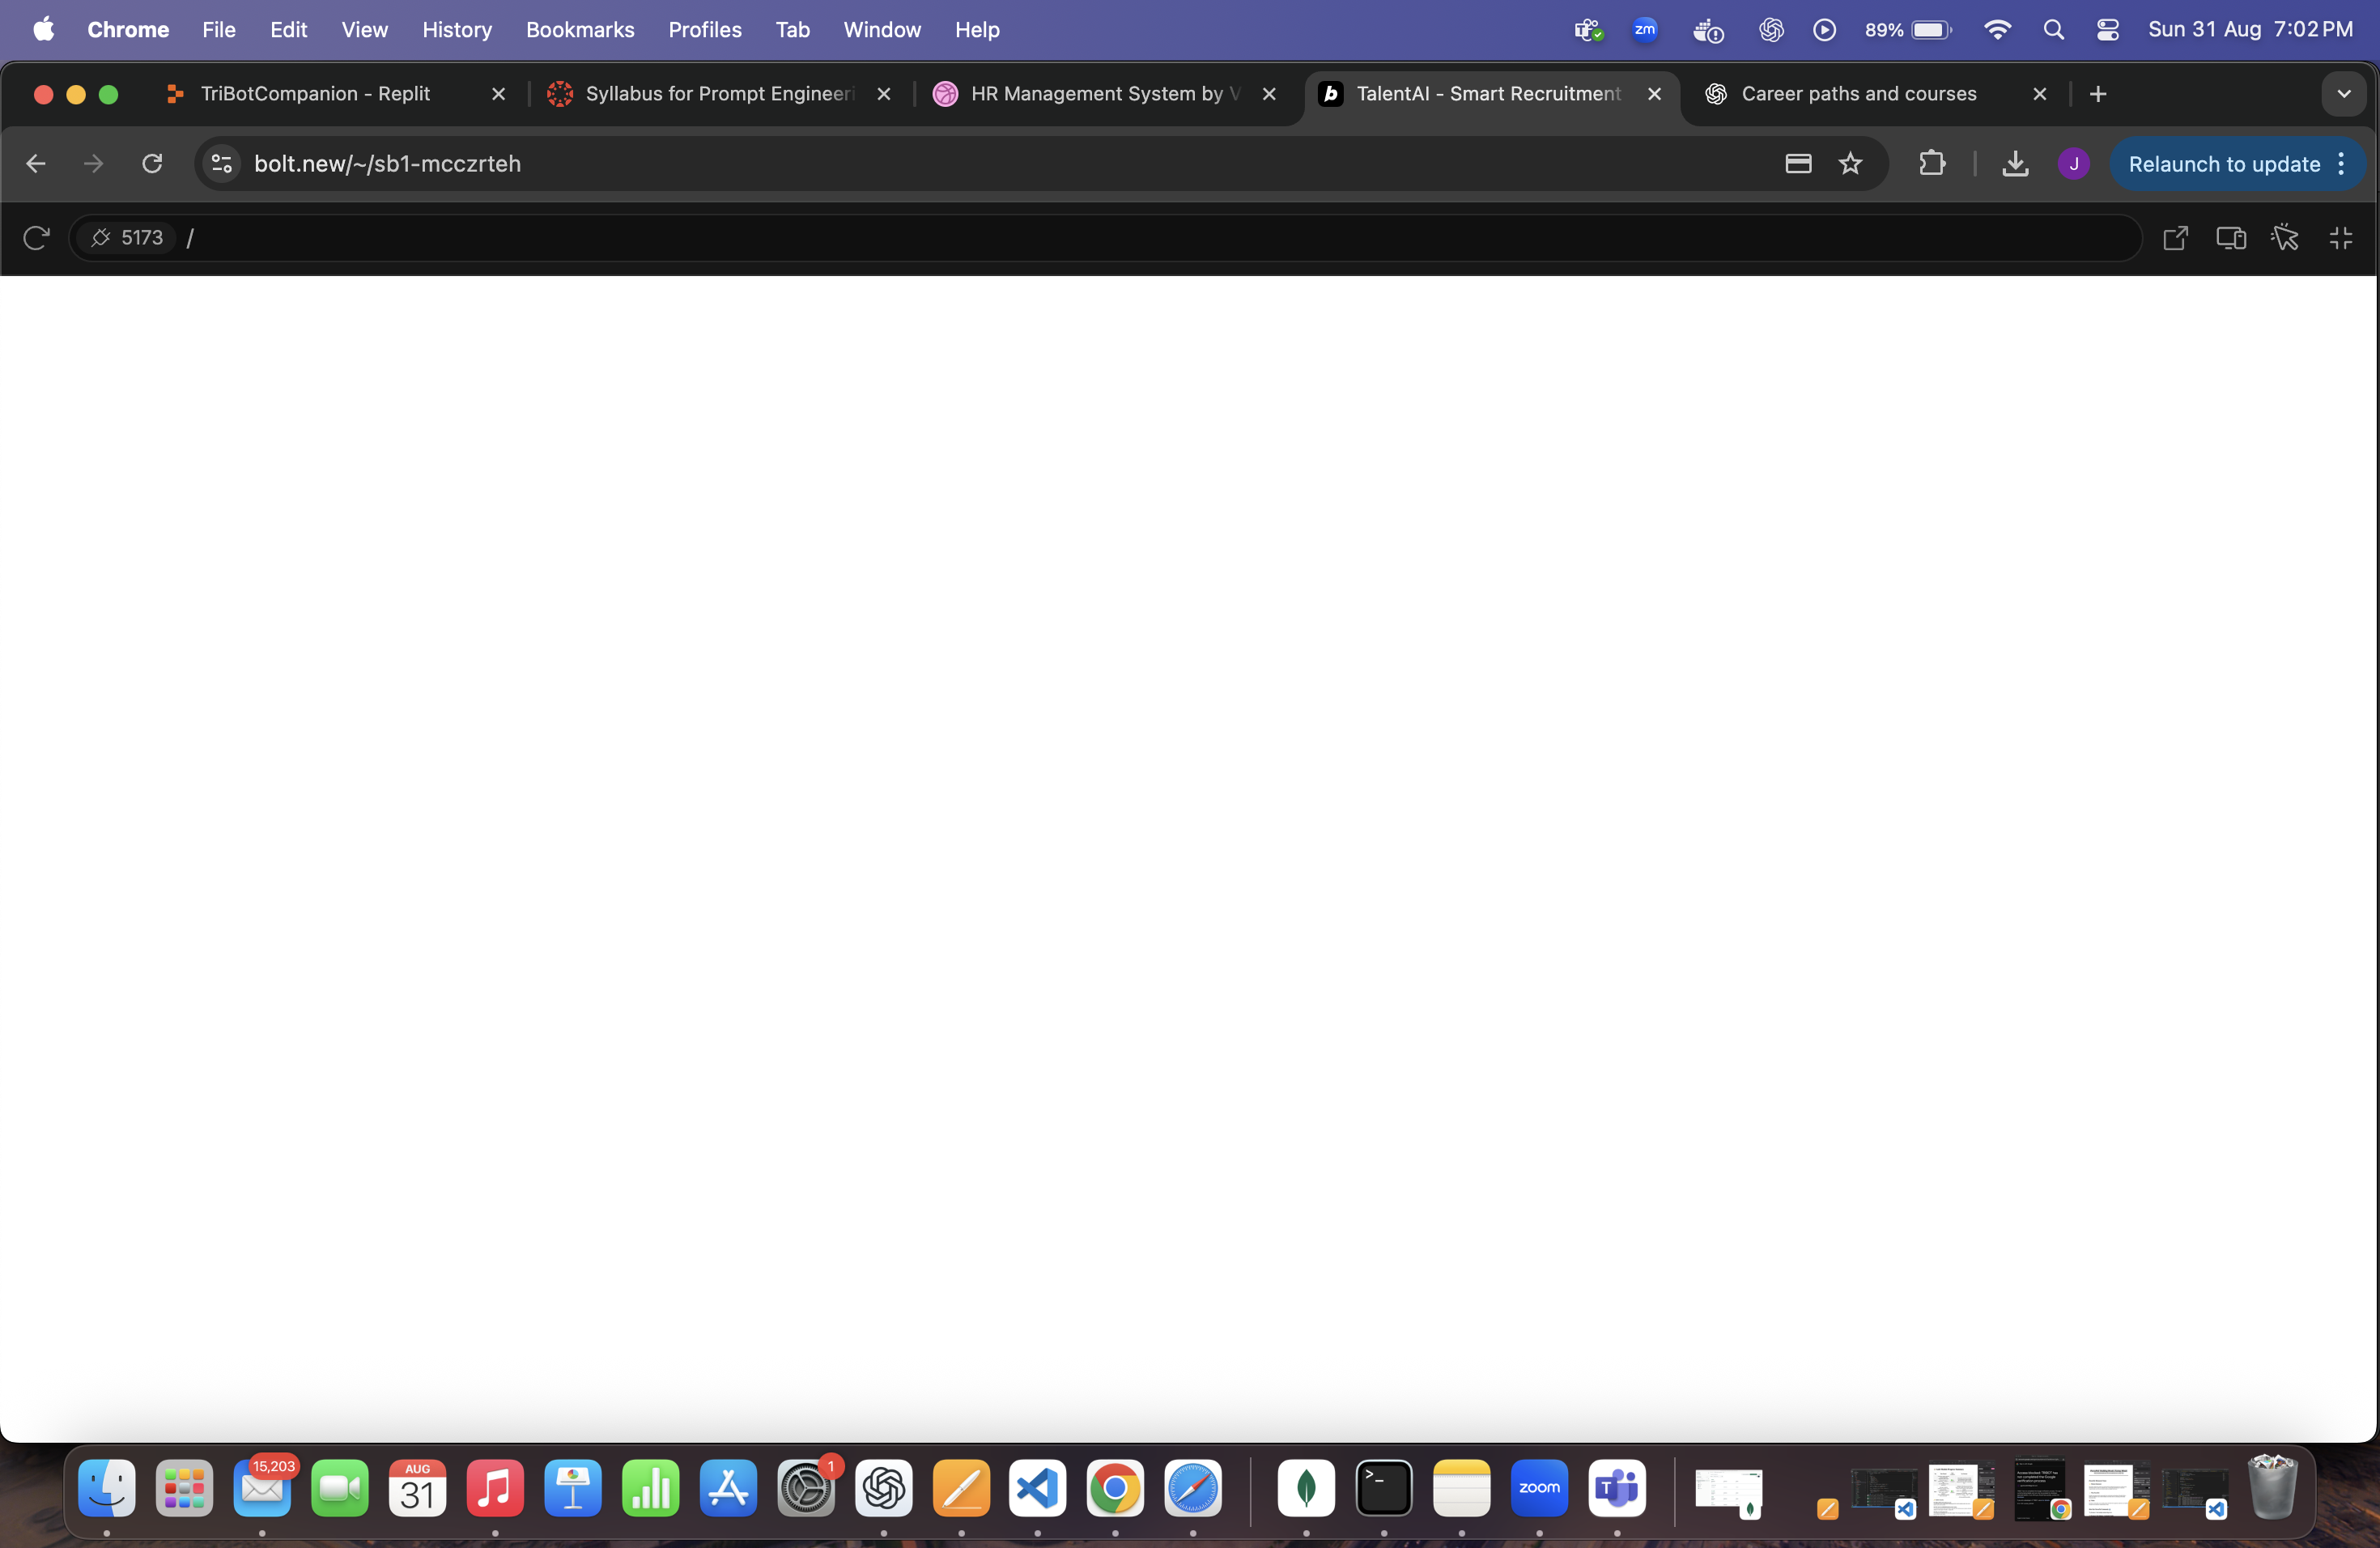 Chrome File Edit View History Bookmarks Profiles Tab Window Help zm 89% Sun 31 Aug 7:02 PM
TriBotCompanion - Replit Syllabus for Prompt Engineeri HR Management System by V b TalentAI - Smart Recruitment Career paths and courses
bolt.new/~/sb1-mcczrteh J Relaunch to update
5173 /
15,203 AUG 31 1 >_ zoom T